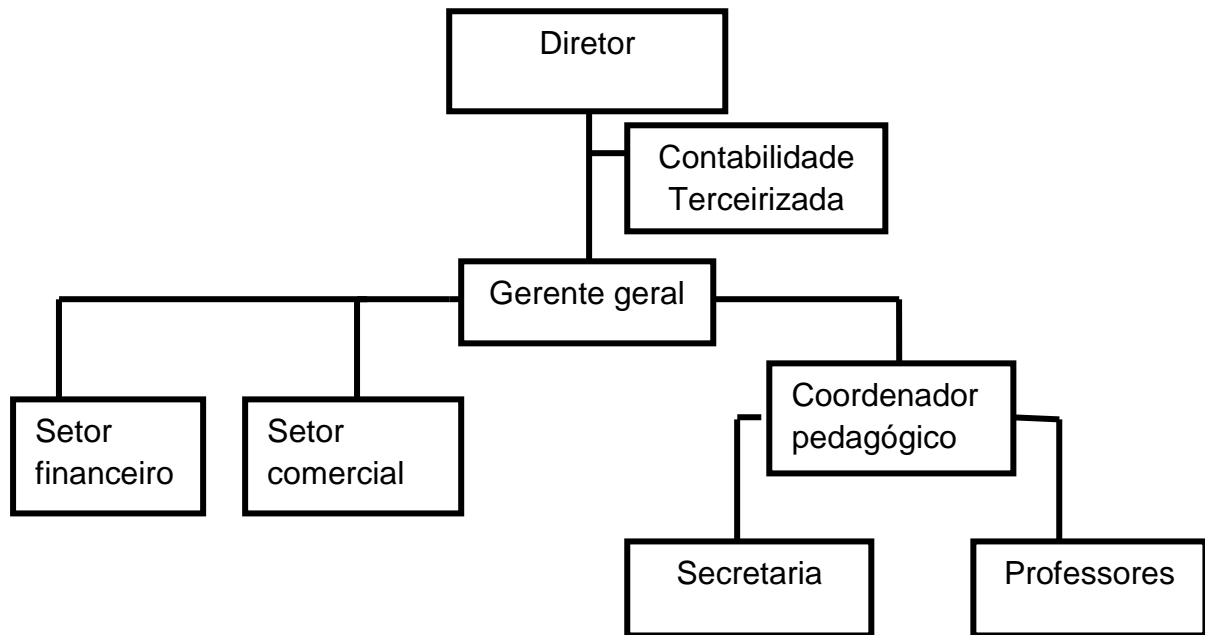 Diretor
Contabilidade
Terceirizada
Gerente geral
Setor
financeiro
Setor
comercial
Coordenador
pedagógico
Secretaria
Professores